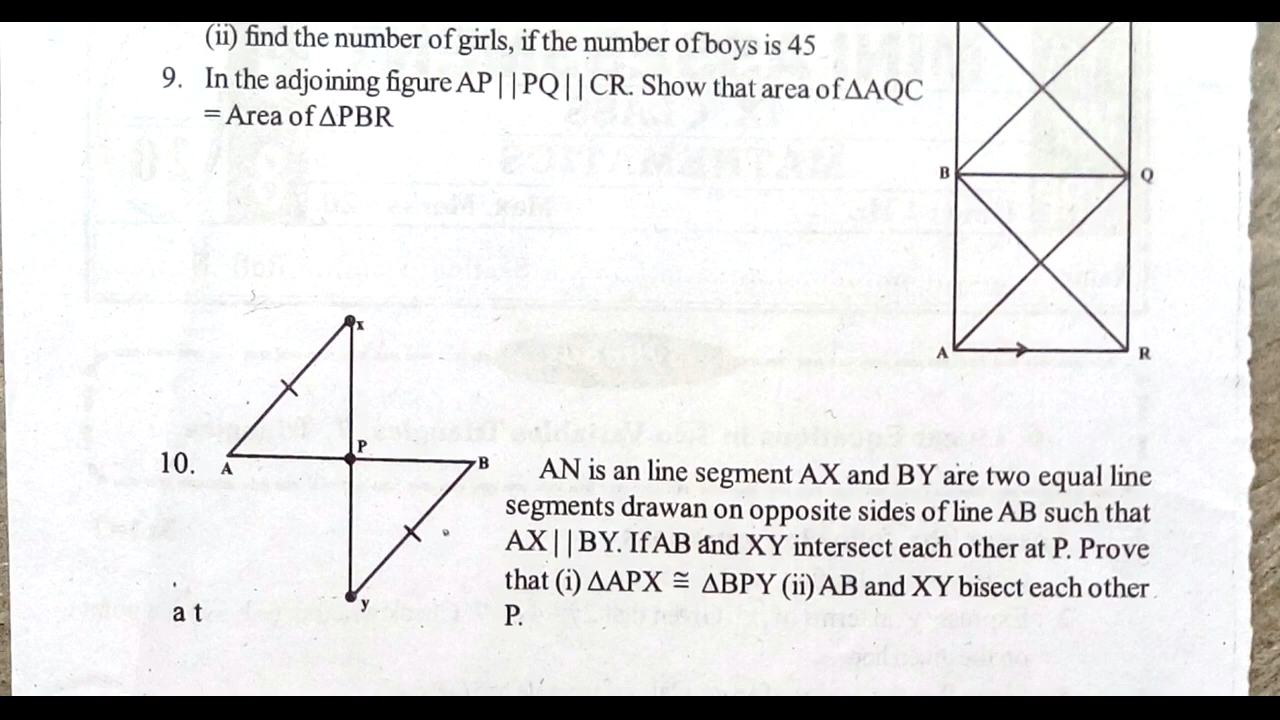 (ii) find the number of girls, if the number of boys is 45
9. In the adjoining figure AP||PQ||CR. Show that area of ΔAQC
= Area of ΔPBR
B
Q
A
R
x
P
A
B
y
10. AN is an line segment AX and BY are two equal line
segments drawan on opposite sides of line AB such that
AX||BY. If AB and XY intersect each other at P. Prove
that (i) ΔAPX ≅ ΔBPY (ii) AB and XY bisect each other
at P.